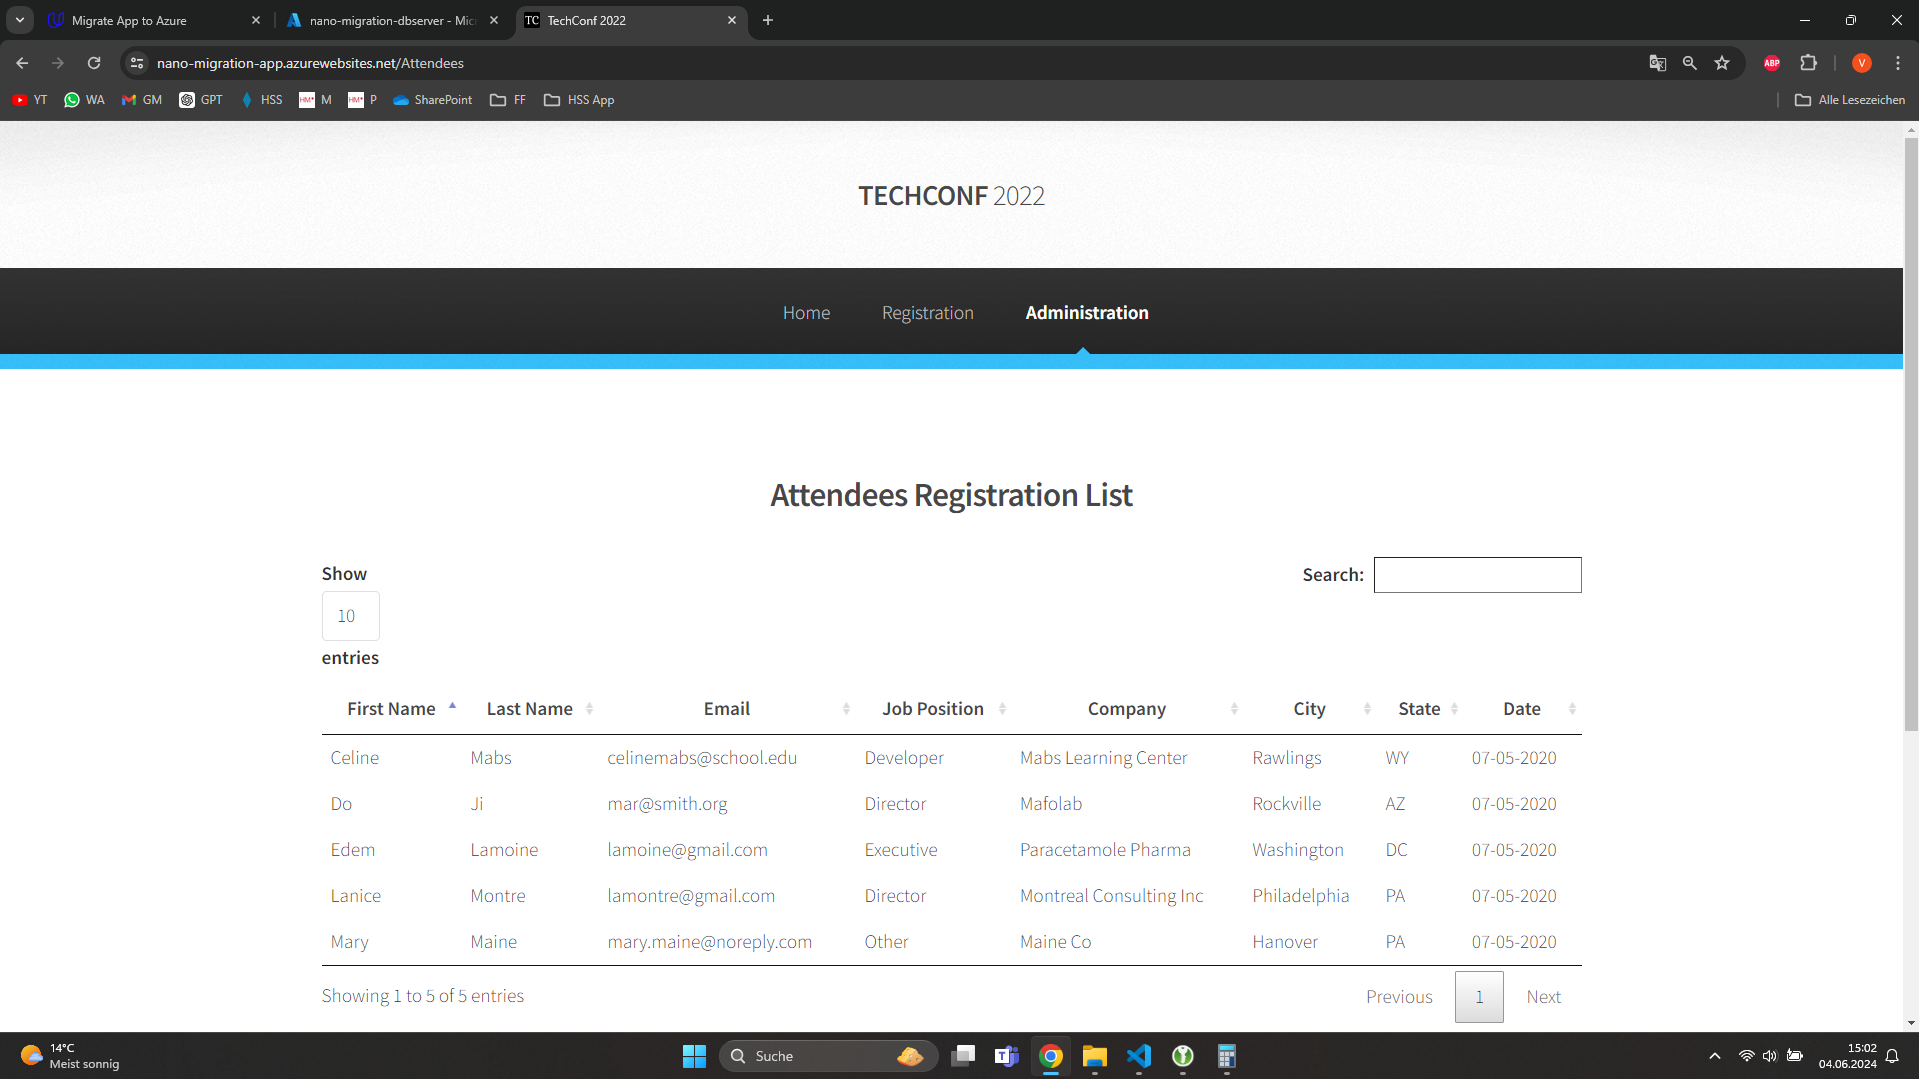 Migrate App to Azure
nano-migration-dbserver - Mic
TC TechConf 2022
nano-migration-app.azurewebsites.net/Attendees
ABP
V
YT WA GM GPT HSS HM M HM P SharePoint FF HSS App
Alle Lesezeichen
TECHCONF 2022
Home Registration Administration
Attendees Registration List
Show
10
entries
Search:
First Name Last Name Email Job Position Company City State Date
Celine Mabs celinemabs@school.edu Developer Mabs Learning Center Rawlings WY 07-05-2020
Do Ji mar@smith.org Director Mafolab Rockville AZ 07-05-2020
Edem Lamoine lamoine@gmail.com Executive Paracetamole Pharma Washington DC 07-05-2020
Lanice Montre lamontre@gmail.com Director Montreal Consulting Inc Philadelphia PA 07-05-2020
Mary Maine mary.maine@noreply.com Other Maine Co Hanover PA 07-05-2020
Showing 1 to 5 of 5 entries
Previous 1 Next
14°C
Meist sonnig
Suche
15:02
04.06.2024